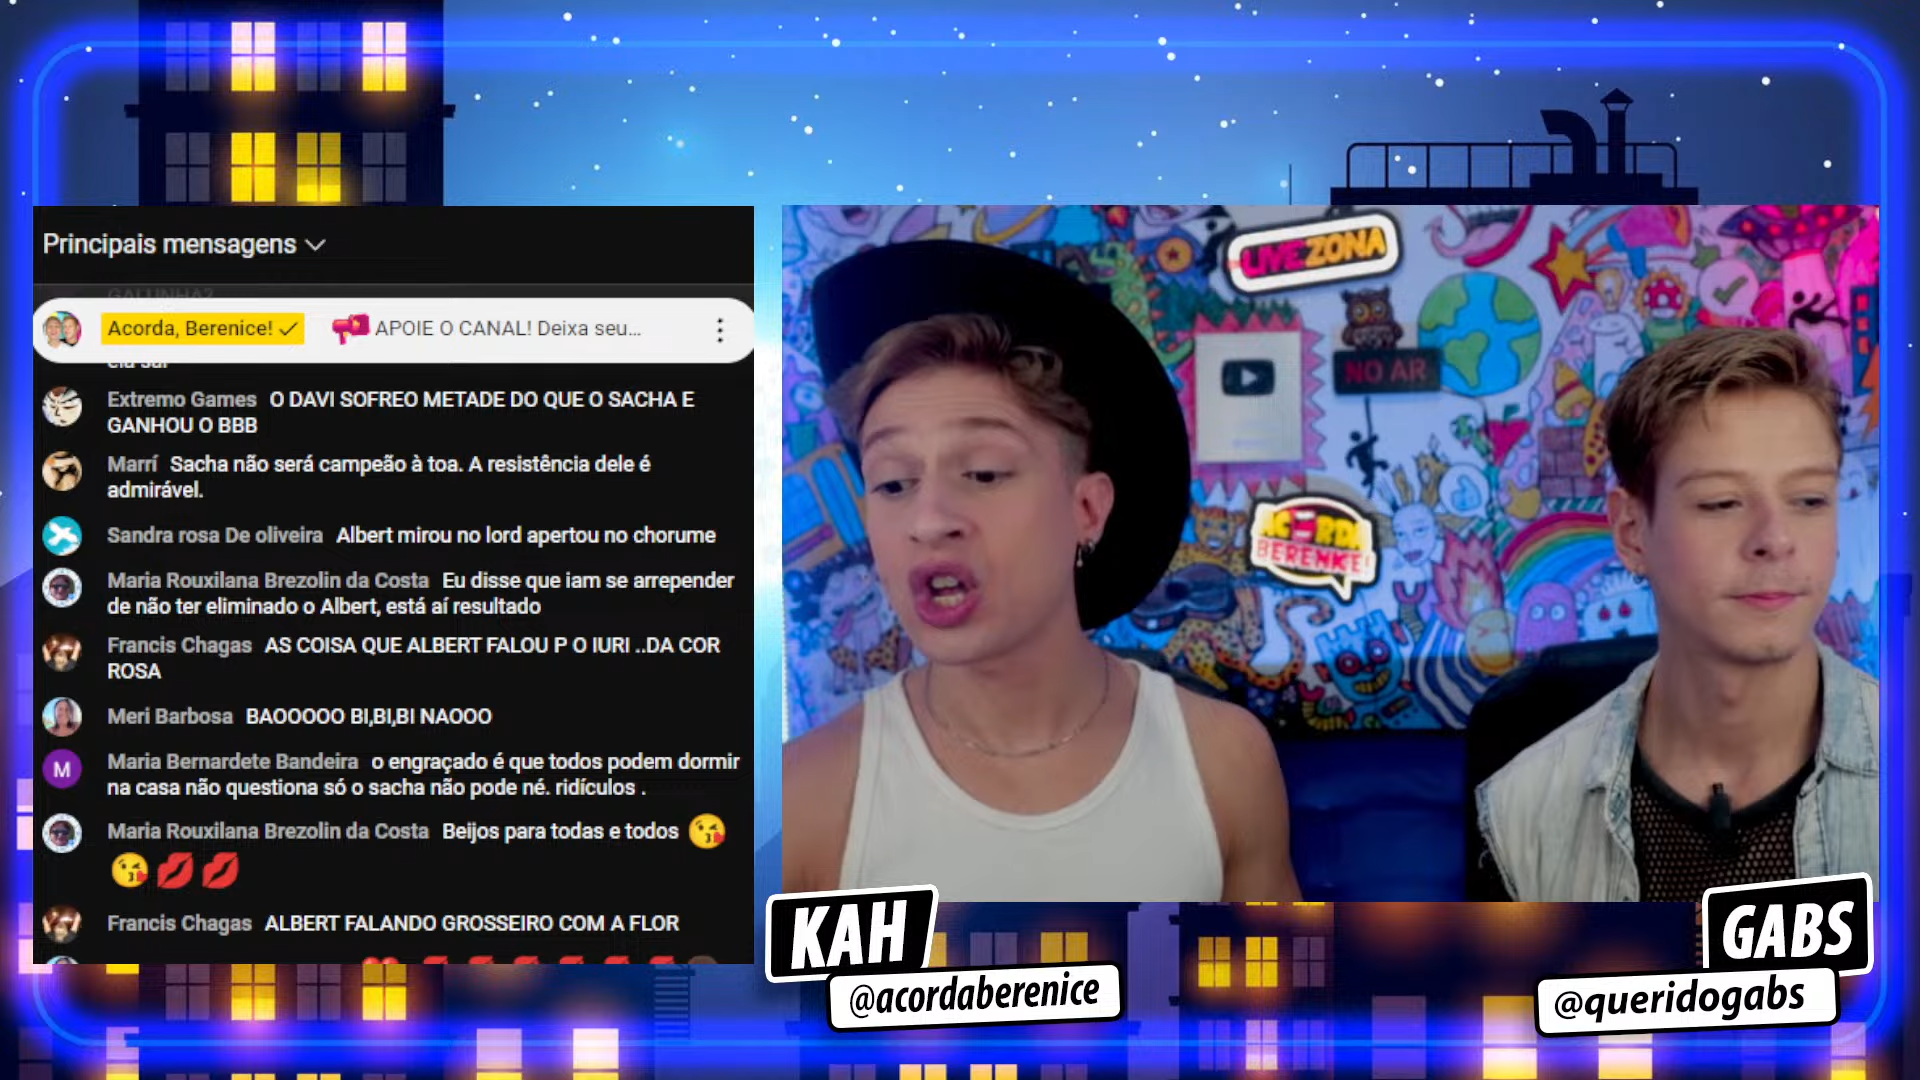 Principais mensagens
GALUNHA?
Acorda, Berenice! APOIE O CANAL! Deixa seu...
ela sai
Extremo Games O DAVI SOFREO METADE DO QUE O SACHA E
GANHOU O BBB
Marrí Sacha não será campeão à toa. A resistência dele é
admirável.
Sandra rosa De oliveira Albert mirou no lord apertou no chorume
Maria Rouxilana Brezolin da Costa Eu disse que iam se arrepender
de não ter eliminado o Albert, está aí resultado
Francis Chagas AS COISA QUE ALBERT FALOU P O IURI ..DA COR
ROSA
Meri Barbosa BAOOOOO BI,BI,BI NAOOO
M
Maria Bernardete Bandeira o engraçado é que todos podem dormir
na casa não questiona só o sacha não pode né. ridículos .
Maria Rouxilana Brezolin da Costa Beijos para todas e todos 😘
😘💋💋
Francis Chagas ALBERT FALANDO GROSSEIRO COM A FLOR
LIVEZONA
NO AR
ACORDA
BERENICE!
KAH
@acordaberenice
GABS
@queridogabs